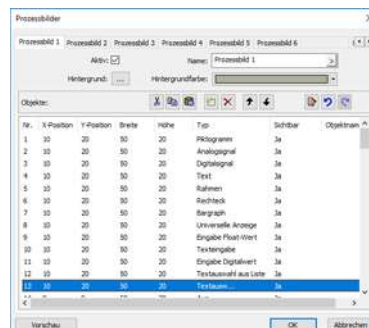 Prozessbilder
Prozessbild 1 Prozessbild 2 Prozessbild 3 Prozessbild 4 Prozessbild 5 Prozessbild 6
Aktiv: Name: Prozessbild 1
Hintergrund: ... Hintergrundfarbe:
Objekte:
Nr. X-Position Y-Position Breite Höhe Typ Sichtbar Objektnam
1 10 20 50 20 Piktogramm Ja
2 10 20 50 20 Analogsignal Ja
3 10 20 50 20 Digitalsignal Ja
4 10 20 50 20 Text Ja
5 10 20 50 20 Rahmen Ja
6 10 20 50 20 Rechteck Ja
7 10 20 50 20 Bargraph Ja
8 10 20 50 20 Universelle Anzeige Ja
9 10 20 50 20 Eingabe Float-Wert Ja
10 10 20 50 20 Texteingabe Ja
11 10 20 50 20 Eingabe Digitalwert Ja
12 10 20 50 20 Textauswahl aus Liste Ja
13 10 20 50 20 Ja
Vorschau OK Abbrechen